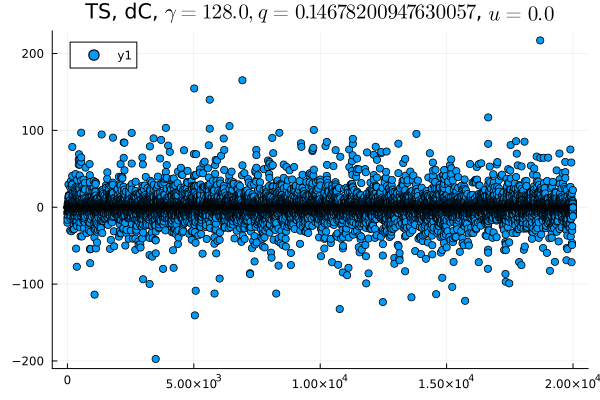 TS, dC, γ = 128.0, q = 0.14678200947630057, u = 0.0
y1
200
100
0
−100
−200
0 5.00×10³ 1.00×10⁴ 1.50×10⁴ 2.00×10⁴